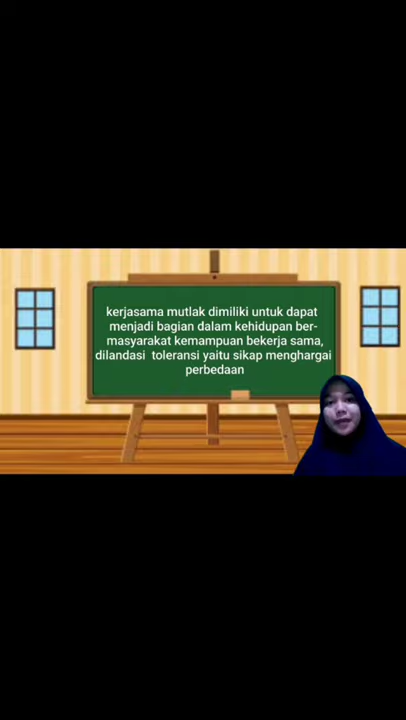 kerjasama mutlak dimiliki untuk dapat
menjadi bagian dalam kehidupan ber-
masyarakat kemampuan bekerja sama,
dilandasi toleransi yaitu sikap menghargai
perbedaan